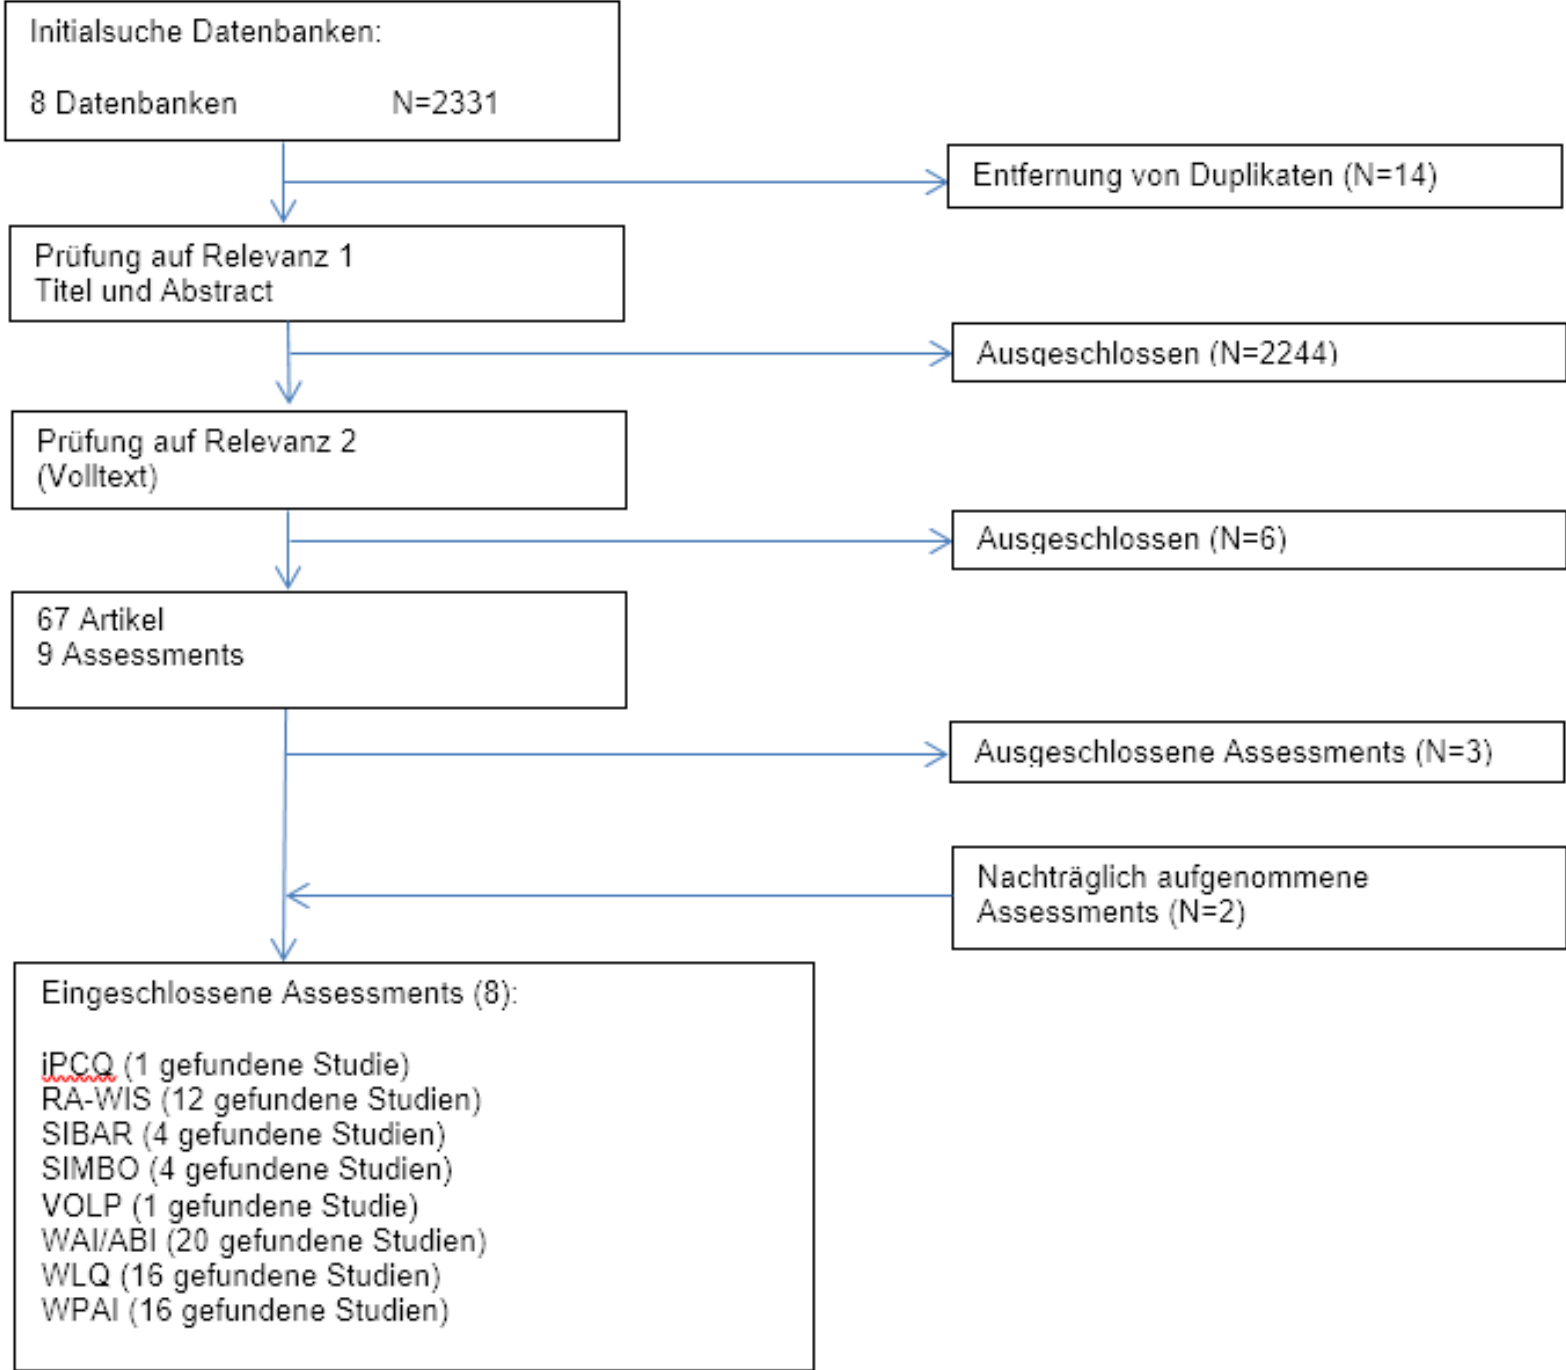 Initialsuche Datenbanken:
8 Datenbanken N=2331
Entfernung von Duplikaten (N=14)
Prüfung auf Relevanz 1
Titel und Abstract
Ausgeschlossen (N=2244)
Prüfung auf Relevanz 2
(Volltext)
Ausgeschlossen (N=6)
67 Artikel
9 Assessments
Ausgeschlossene Assessments (N=3)
Nachträglich aufgenommene
Assessments (N=2)
Eingeschlossene Assessments (8):
iPCQ (1 gefundene Studie)
RA-WIS (12 gefundene Studien)
SIBAR (4 gefundene Studien)
SIMBO (4 gefundene Studien)
VOLP (1 gefundene Studie)
WAI/ABI (20 gefundene Studien)
WLQ (16 gefundene Studien)
WPAI (16 gefundene Studien)